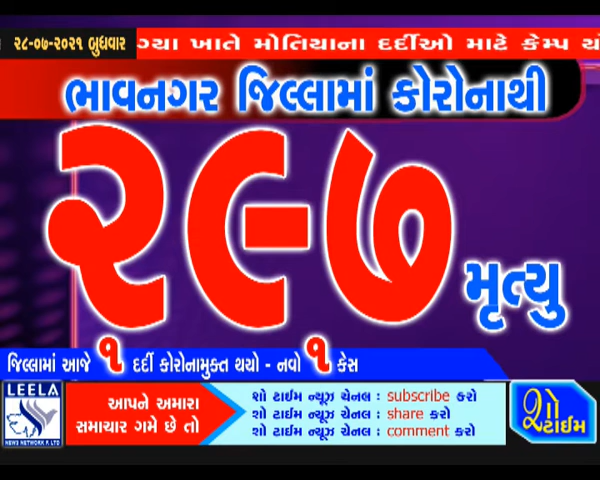 ૨૮-૦૭-૨૦૨૧ બુધવાર ગ્યા ખાતે મોતિયાના દર્દીઓ માટે કેમ્પ
ભાવનગર જિલ્લામાં કોરોનાથી
૨૯૭
મૃત્યુ
જિલ્લામાં આજે ૧ દર્દી કોરોનામુક્ત થયો - નવો ૧ કેસ
LEELA
NEWS NETWORK P. LTD
આપને અમારા
સમાચાર ગમે છે તો
શો ટાઈમ ન્યૂઝ ચેનલ : subscribe કરો
શો ટાઈમ ન્યૂઝ ચેનલ : share કરો
શો ટાઈમ ન્યૂઝ ચેનલ : comment કરો
શો
ટાઈમ